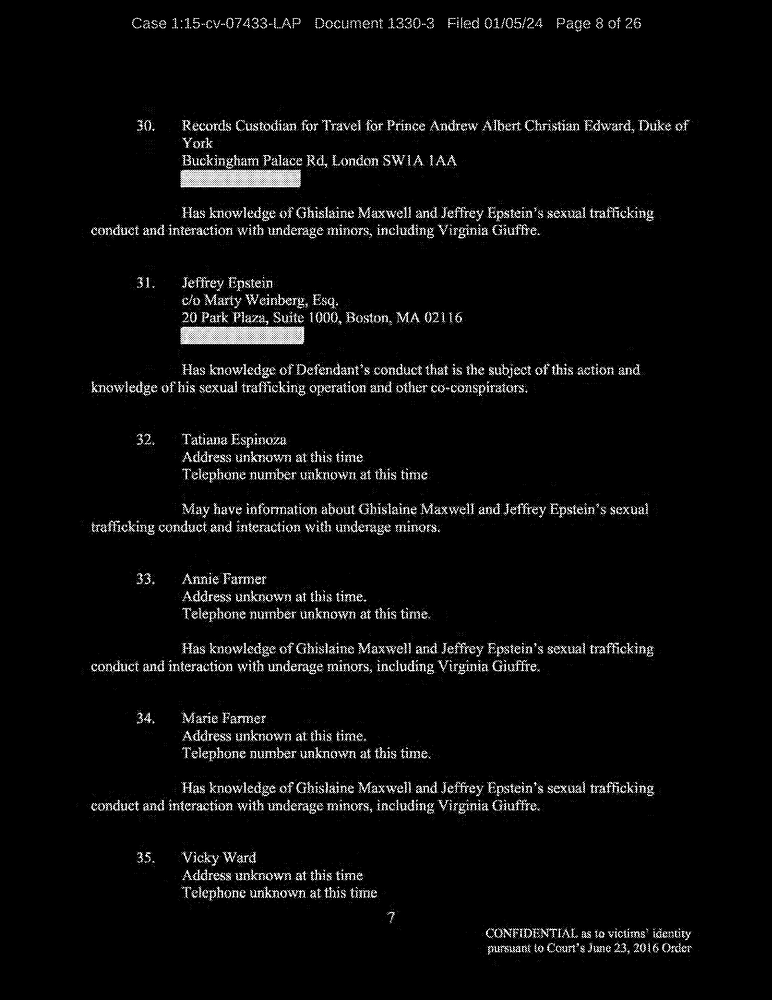 Case 1:15-cv-07433-LAP Document 1330-3 Filed 01/05/24 Page 8 of 26
30. Records Custodian for Travel for Prince Andrew Albert Christian Edward, Duke of
York
Buckingham Palace Rd, London SW1A 1AA
Has knowledge of Ghislaine Maxwell and Jeffrey Epstein's sexual trafficking
conduct and interaction with underage minors, including Virginia Giuffre.
31. Jeffrey Epstein
c/o Marty Weinberg, Esq.
20 Park Plaza, Suite 1000, Boston, MA 02116
Has knowledge of Defendant's conduct that is the subject of this action and
knowledge of his sexual trafficking operation and other co-conspirators.
32. Tatiana Espinoza
Address unknown at this time
Telephone number unknown at this time
May have information about Ghislaine Maxwell and Jeffrey Epstein's sexual
trafficking conduct and interaction with underage minors.
33. Annie Farmer
Address unknown at this time.
Telephone number unknown at this time.
Has knowledge of Ghislaine Maxwell and Jeffrey Epstein's sexual trafficking
conduct and interaction with underage minors, including Virginia Giuffre.
34. Marie Farmer
Address unknown at this time.
Telephone number unknown at this time.
Has knowledge of Ghislaine Maxwell and Jeffrey Epstein's sexual trafficking
conduct and interaction with underage minors, including Virginia Giuffre.
35. Vicky Ward
Address unknown at this time
Telephone unknown at this time
7
CONFIDENTIAL as to victims' identity
pursuant to Court's June 23, 2016 Order